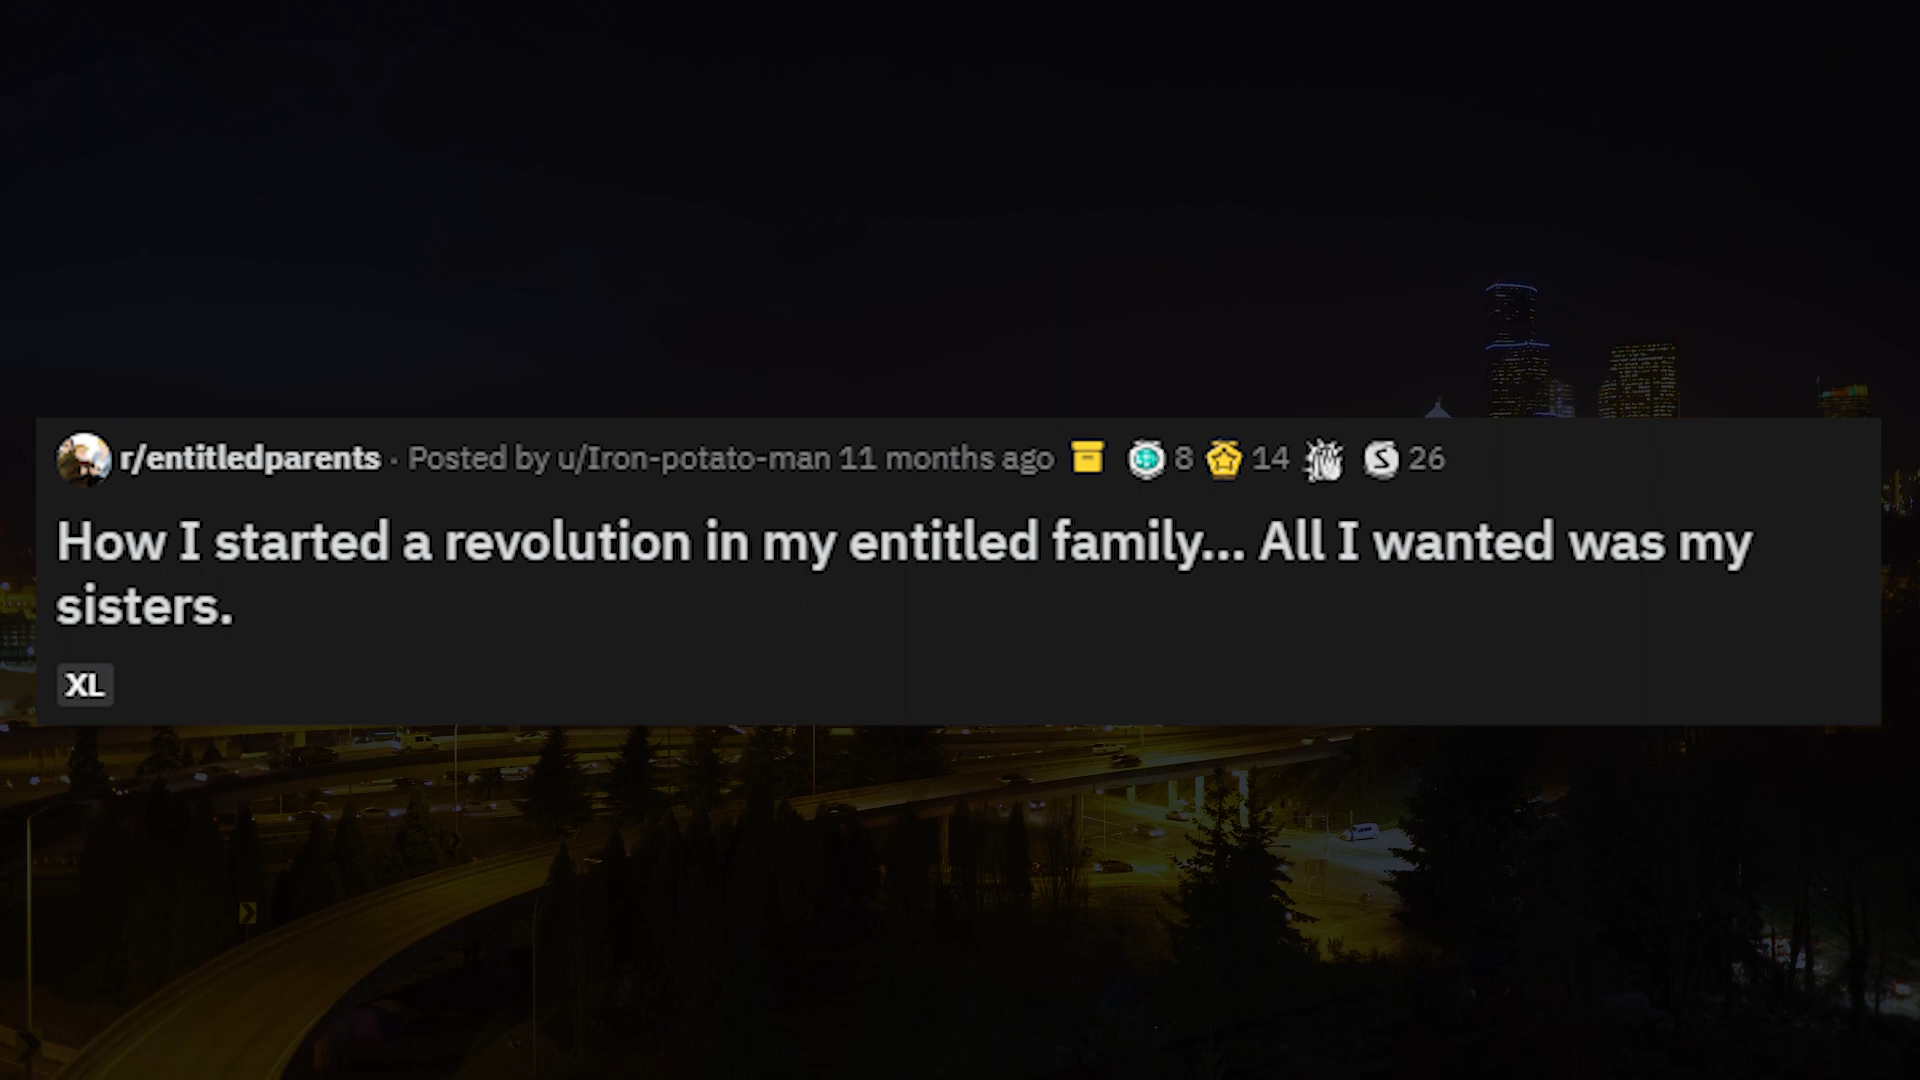 r/entitledparents · Posted by u/Iron-potato-man 11 months ago 8 14 26
How I started a revolution in my entitled family... All I wanted was my
sisters.
XL